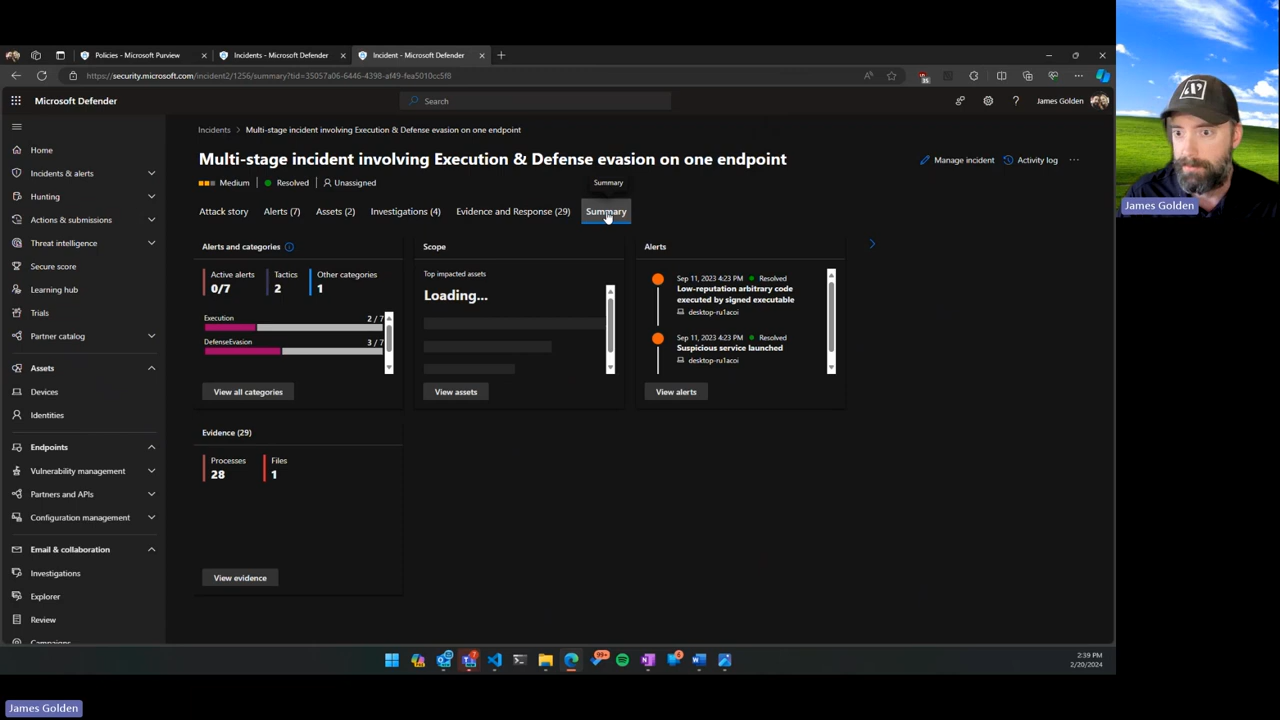 Policies - Microsoft Purview
Incidents - Microsoft Defender
Incident - Microsoft Defender
https://security.microsoft.com/incident2/1256/summary?tid=35057a06-6446-4398-af49-fea5010cc5f8
35
Microsoft Defender
Search
James Golden
Incidents > Multi-stage incident involving Execution & Defense evasion on one endpoint
Multi-stage incident involving Execution & Defense evasion on one endpoint
Manage incident
Activity log
Medium | Resolved | Unassigned
Summary
Attack story
Alerts (7)
Assets (2)
Investigations (4)
Evidence and Response (29)
Summary
Home
Incidents & alerts
Hunting
Actions & submissions
Threat intelligence
Secure score
Learning hub
Trials
Partner catalog
Assets
Devices
Identities
Endpoints
Vulnerability management
Partners and APIs
Configuration management
Email & collaboration
Investigations
Explorer
Review
Campaigns
Alerts and categories
Active alerts
0/7
Tactics
2
Other categories
1
Execution 2 / 7
DefenseEvasion 3 / 7
View all categories
Scope
Top impacted assets
Loading...
View assets
Alerts
Sep 11, 2023 4:23 PM Resolved
Low-reputation arbitrary code
executed by signed executable
desktop-ru1acoi
Sep 11, 2023 4:23 PM Resolved
Suspicious service launched
desktop-ru1acoi
View alerts
Evidence (29)
Processes
28
Files
1
View evidence
99+
2:39 PM
2/20/2024
James Golden
James Golden